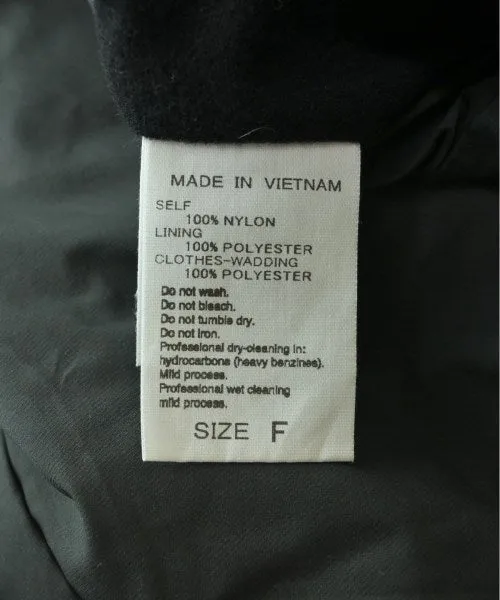 MADE IN VIETNAM
SELF
100% NYLON
LINING
100% POLYESTER
CLOTHES-WADDING
100% POLYESTER
Do not wash.
Do not bleach.
Do not tumble dry.
Do not iron.
Professional dry-cleaning in:
hydrocarbons (heavy benzines).
Mild process.
Professional wet cleaning
mild process.
SIZE F